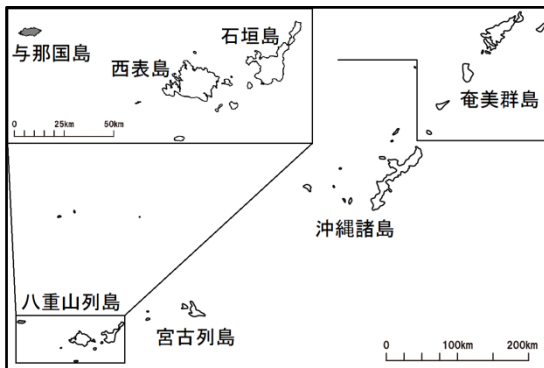 石垣島
与那国島
西表島
0 25km 50km
奄美群島
沖縄諸島
八重山列島
宮古列島
0 100km 200km